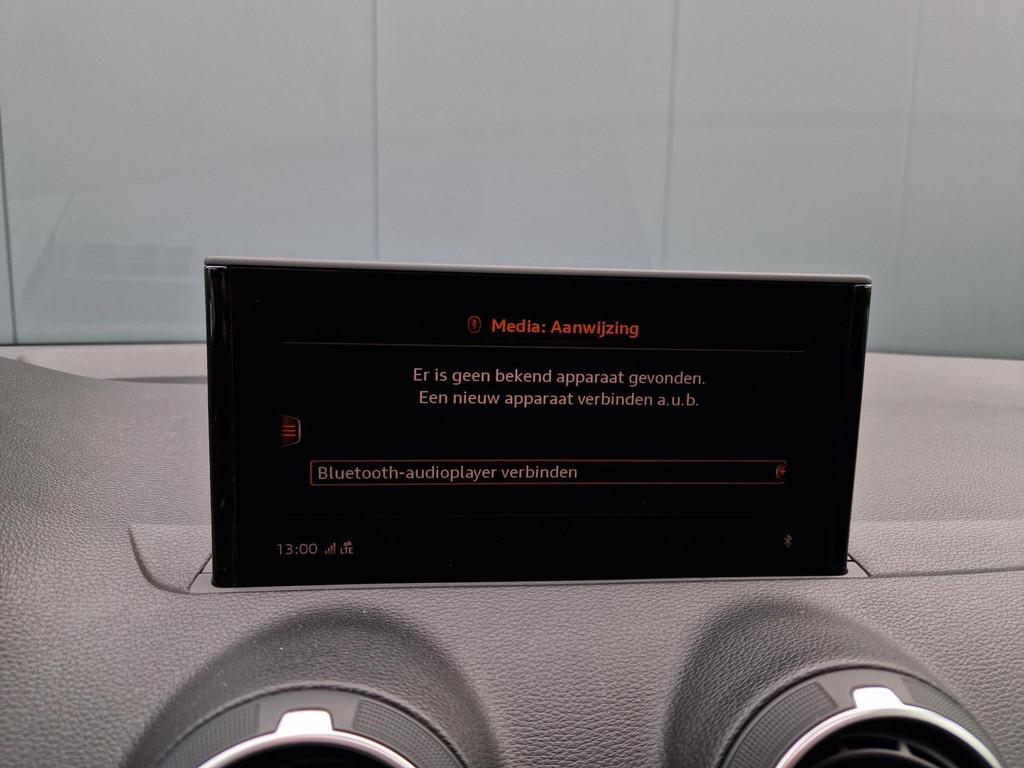 Media: Aanwijzing
Er is geen bekend apparaat gevonden.
Een nieuw apparaat verbinden a.u.b.
Bluetooth-audioplayer verbinden
13:00 LTE